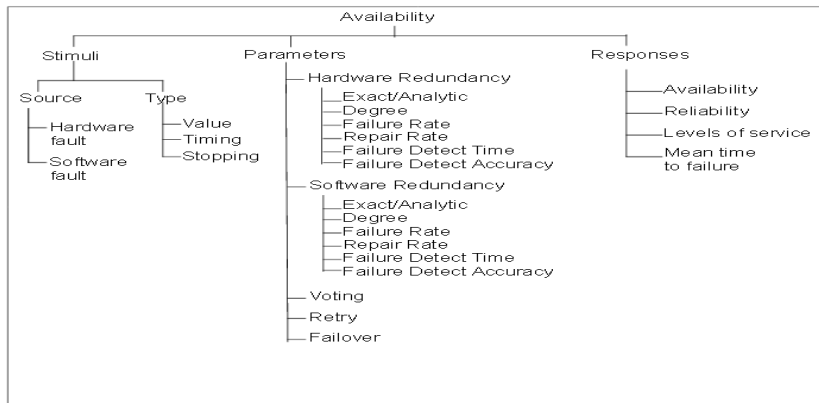 Availability
Stimuli
Parameters
Responses
Source
Type
Hardware
fault
Software
fault
Value
Timing
Stopping
Hardware Redundancy
Exact/Analytic
Degree
Failure Rate
Repair Rate
Failure Detect Time
Failure Detect Accuracy
Software Redundancy
Exact/Analytic
Degree
Failure Rate
Repair Rate
Failure Detect Time
Failure Detect Accuracy
Voting
Retry
Failover
Availability
Reliability
Levels of service
Mean time
to failure